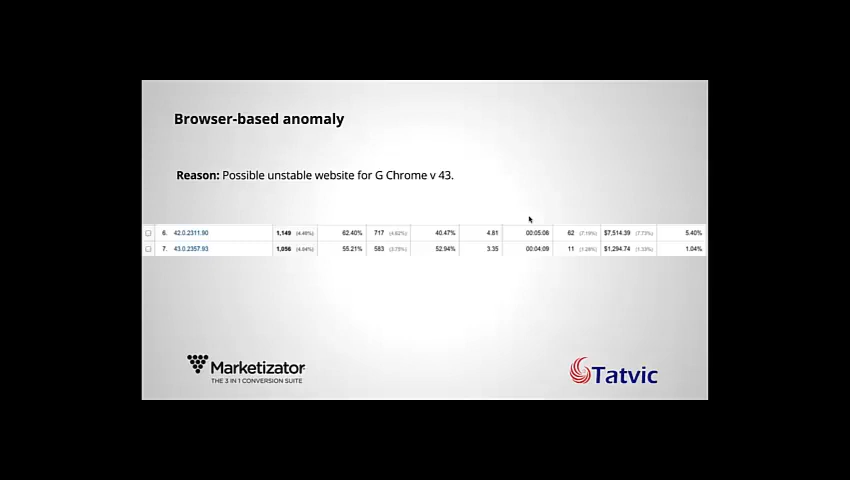 Browser-based anomaly
Reason: Possible unstable website for G Chrome v 43.
6. 42.0.2311.90 1,149 (4.49%) 62.40% 717 (4.62%) 40.47% 4.81 00:05:06 62 (7.19%) $7,514.39 (7.73%) 5.40%
7. 43.0.2357.93 1,056 (4.04%) 55.21% 583 (3.75%) 52.94% 3.35 00:04:09 11 (1.28%) $1,294.74 (1.33%) 1.04%
Marketizator
THE 3 IN 1 CONVERSION SUITE
Tatvic